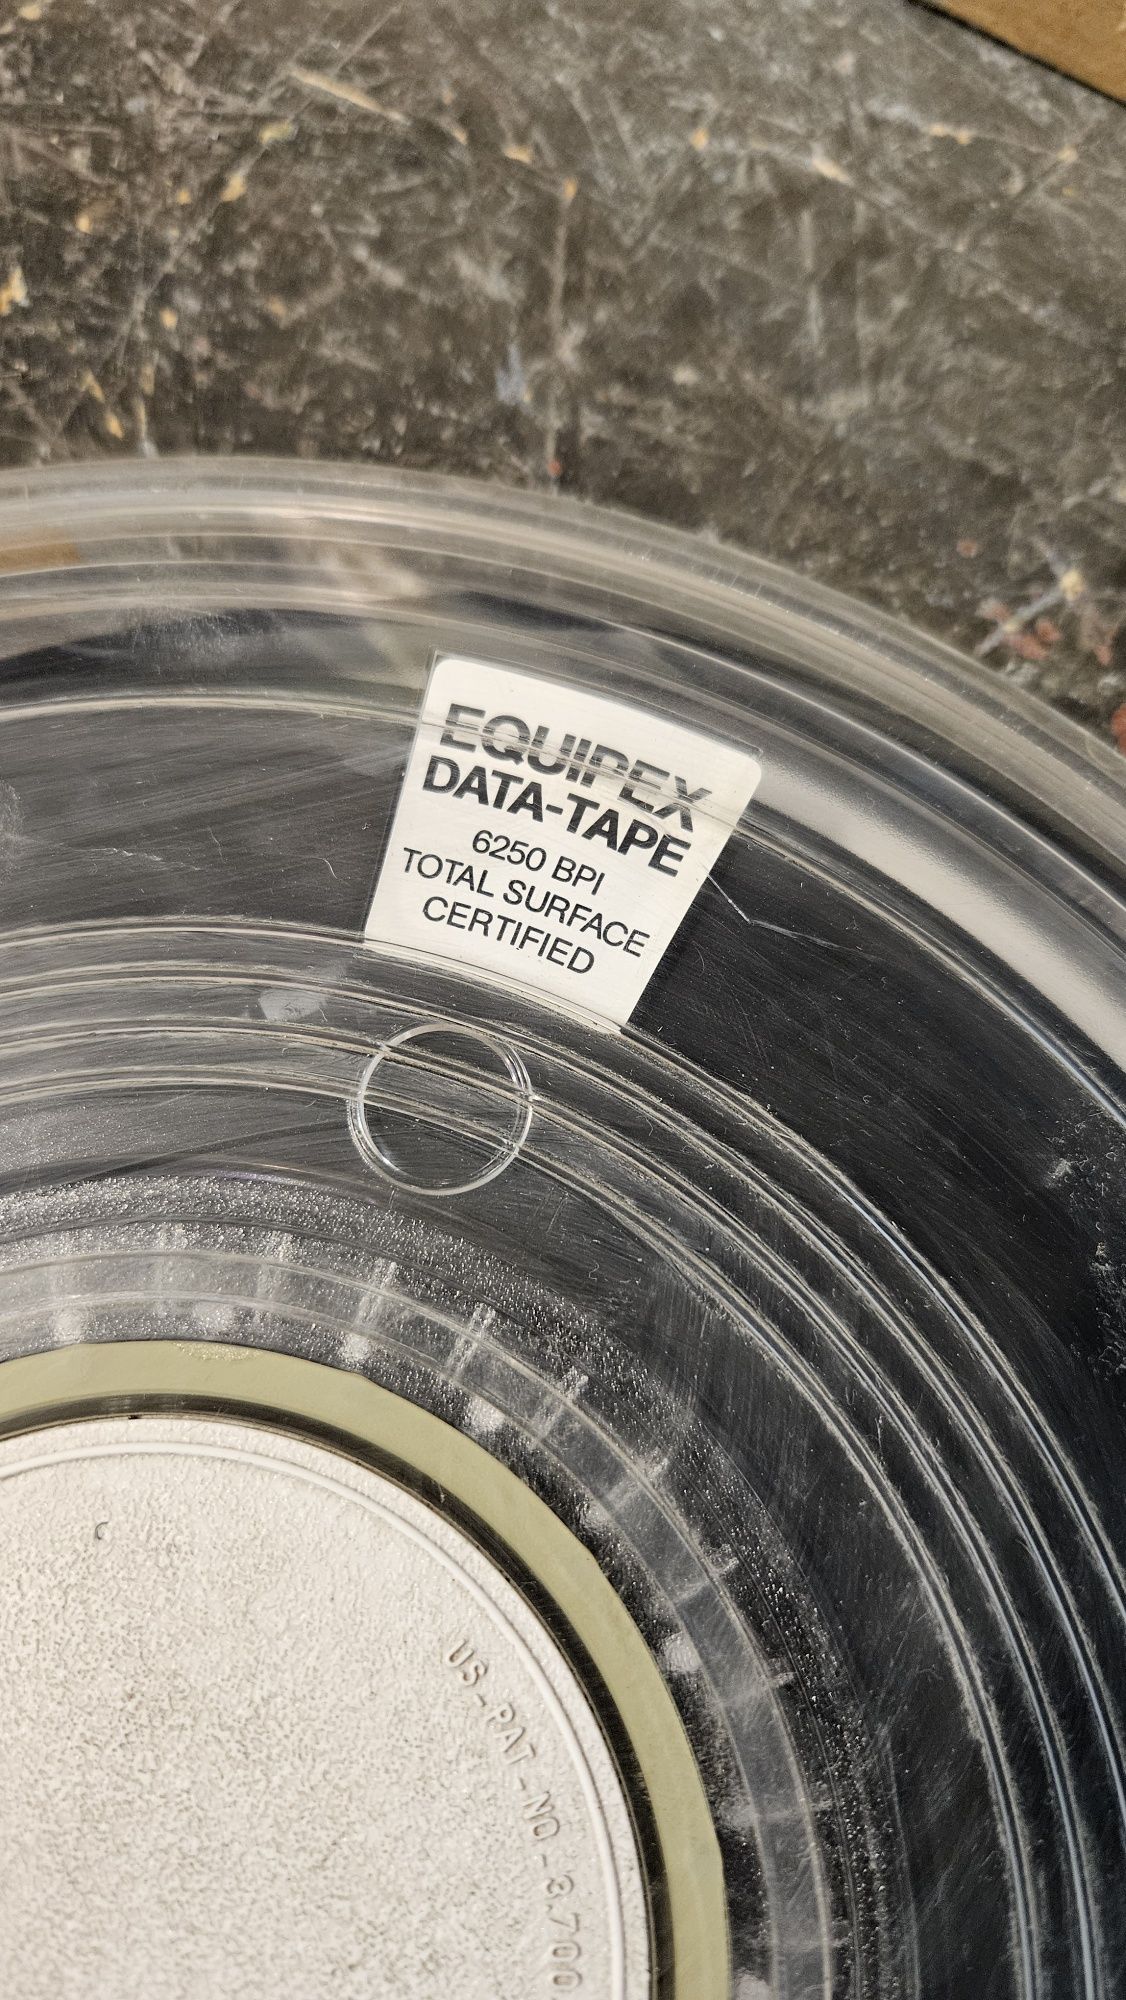 EQUIPEX
DATA-TAPE
6250 BPI
TOTAL SURFACE
CERTIFIED
US-PAT-NO-3,700